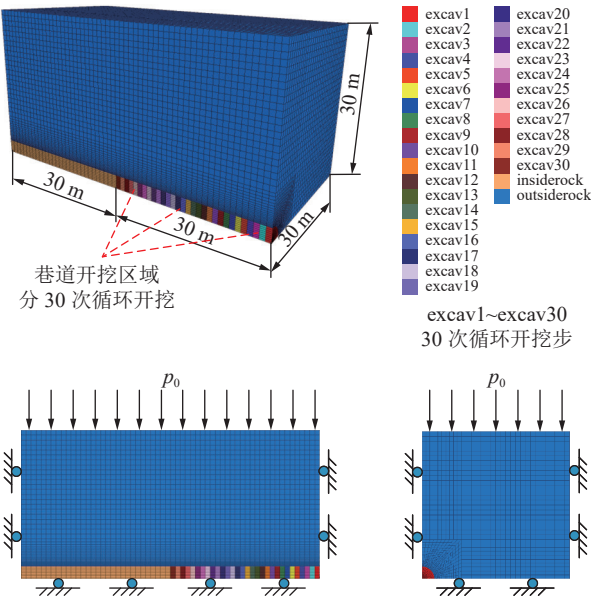 30 m
30 m
30 m
30 m
巷道开挖区域
分 30 次循环开挖
excav1
excav2
excav3
excav4
excav5
excav6
excav7
excav8
excav9
excav10
excav11
excav12
excav13
excav14
excav15
excav16
excav17
excav18
excav19
excav20
excav21
excav22
excav23
excav24
excav25
excav26
excav27
excav28
excav29
excav30
insiderock
outsiderock
excav1~excav30
30 次循环开挖步
p₀
p₀